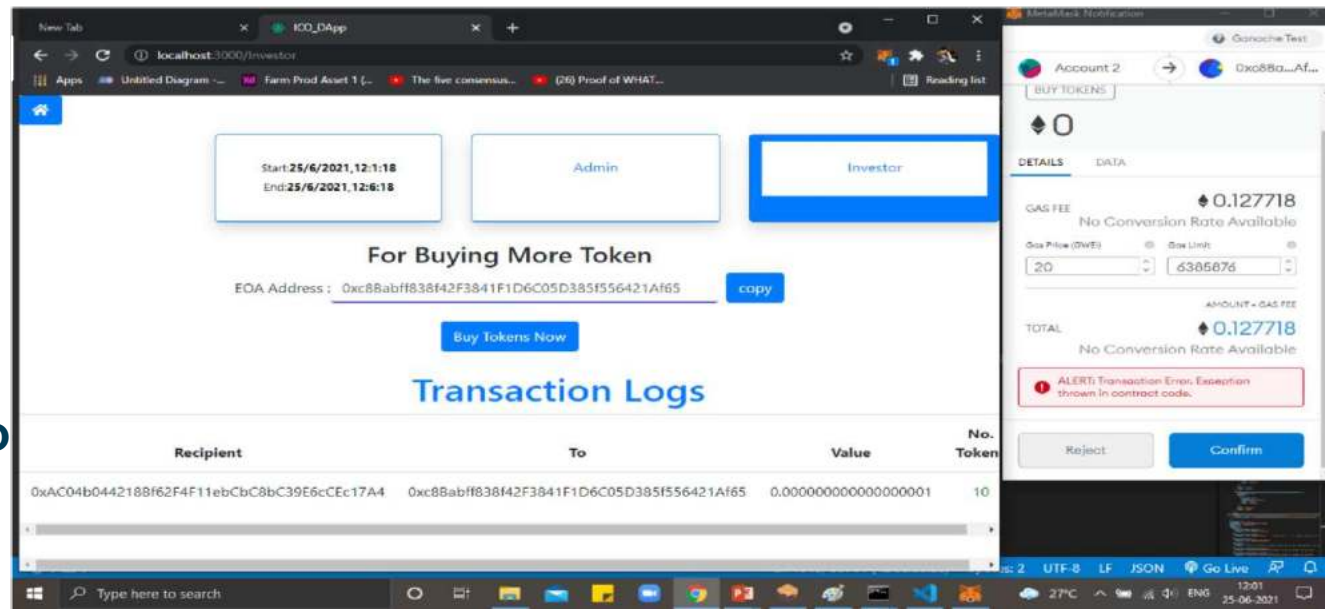 New Tab
ICO_DApp
localhost:3000/Investor
Apps
Untitled Diagram -...
Farm Prod Asset 1 (...
The five consensus...
(26) Proof of WHAT...
Reading list
Start:25/6/2021,12:1:18
End:25/6/2021,12:6:18
Admin
Investor
For Buying More Token
EOA Address : 0xc8Babff838f42F3841F1D6C05D385f556421Af65 copy
Buy Tokens Now
Transaction Logs
Recipient To Value No. Token
0xAC04b0442188f62F4F11ebCbC8bC39E6cCEc17A4 0xc8Babff838f42F3841F1D6C05D385f556421Af65 0.000000000000000001 10
MetaMask Notification
Ganache Test
Account 2
0xc88a...Af...
BUY TOKENS
0
DETAILS DATA
GAS FEE 0.127718
No Conversion Rate Available
Gas Price (GWEI) Gas Limit
20 6385876
AMOUNT + GAS FEE
TOTAL 0.127718
No Conversion Rate Available
ALERT: Transaction Error. Exception
thrown in contract code.
Reject Confirm
UTF-8 LF JSON Go Live
Type here to search
27°C ENG 12:01
25-06-2021